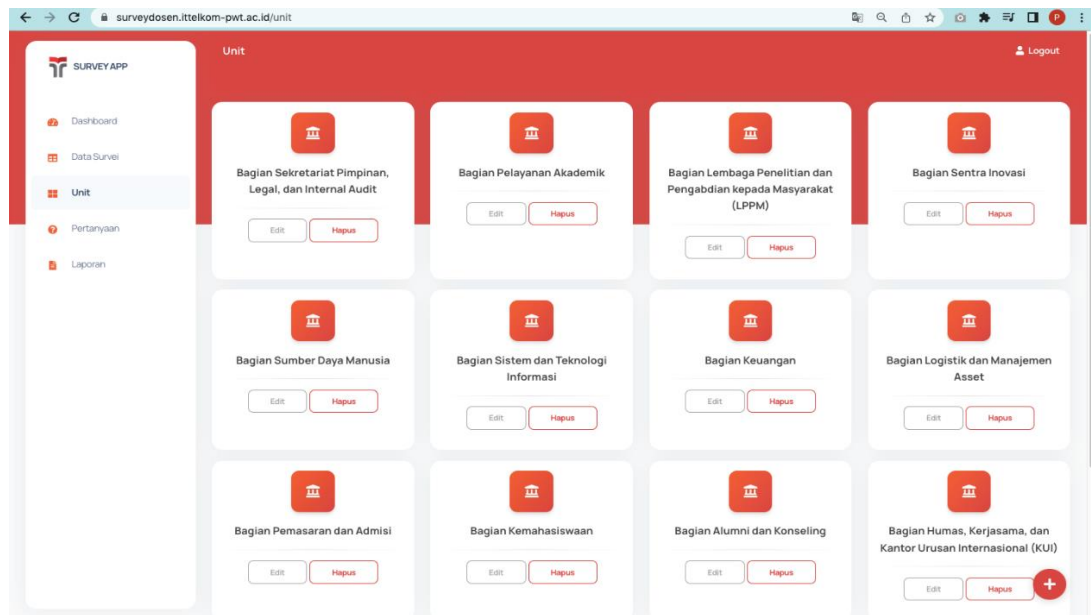 surveydosen.ittelkom-pwt.ac.id/unit
P
SURVEY APP
Dashboard
Data Survei
Unit
Pertanyaan
Laporan
Unit
Logout
Bagian Sekretariat Pimpinan,
Legal, dan Internal Audit
Edit Hapus
Bagian Pelayanan Akademik
Edit Hapus
Bagian Lembaga Penelitian dan
Pengabdian kepada Masyarakat
(LPPM)
Edit Hapus
Bagian Sentra Inovasi
Edit Hapus
Bagian Sumber Daya Manusia
Edit Hapus
Bagian Sistem dan Teknologi
Informasi
Edit Hapus
Bagian Keuangan
Edit Hapus
Bagian Logistik dan Manajemen
Asset
Edit Hapus
Bagian Pemasaran dan Admisi
Edit Hapus
Bagian Kemahasiswaan
Edit Hapus
Bagian Alumni dan Konseling
Edit Hapus
Bagian Humas, Kerjasama, dan
Kantor Urusan Internasional (KUI)
Edit Hapus
+